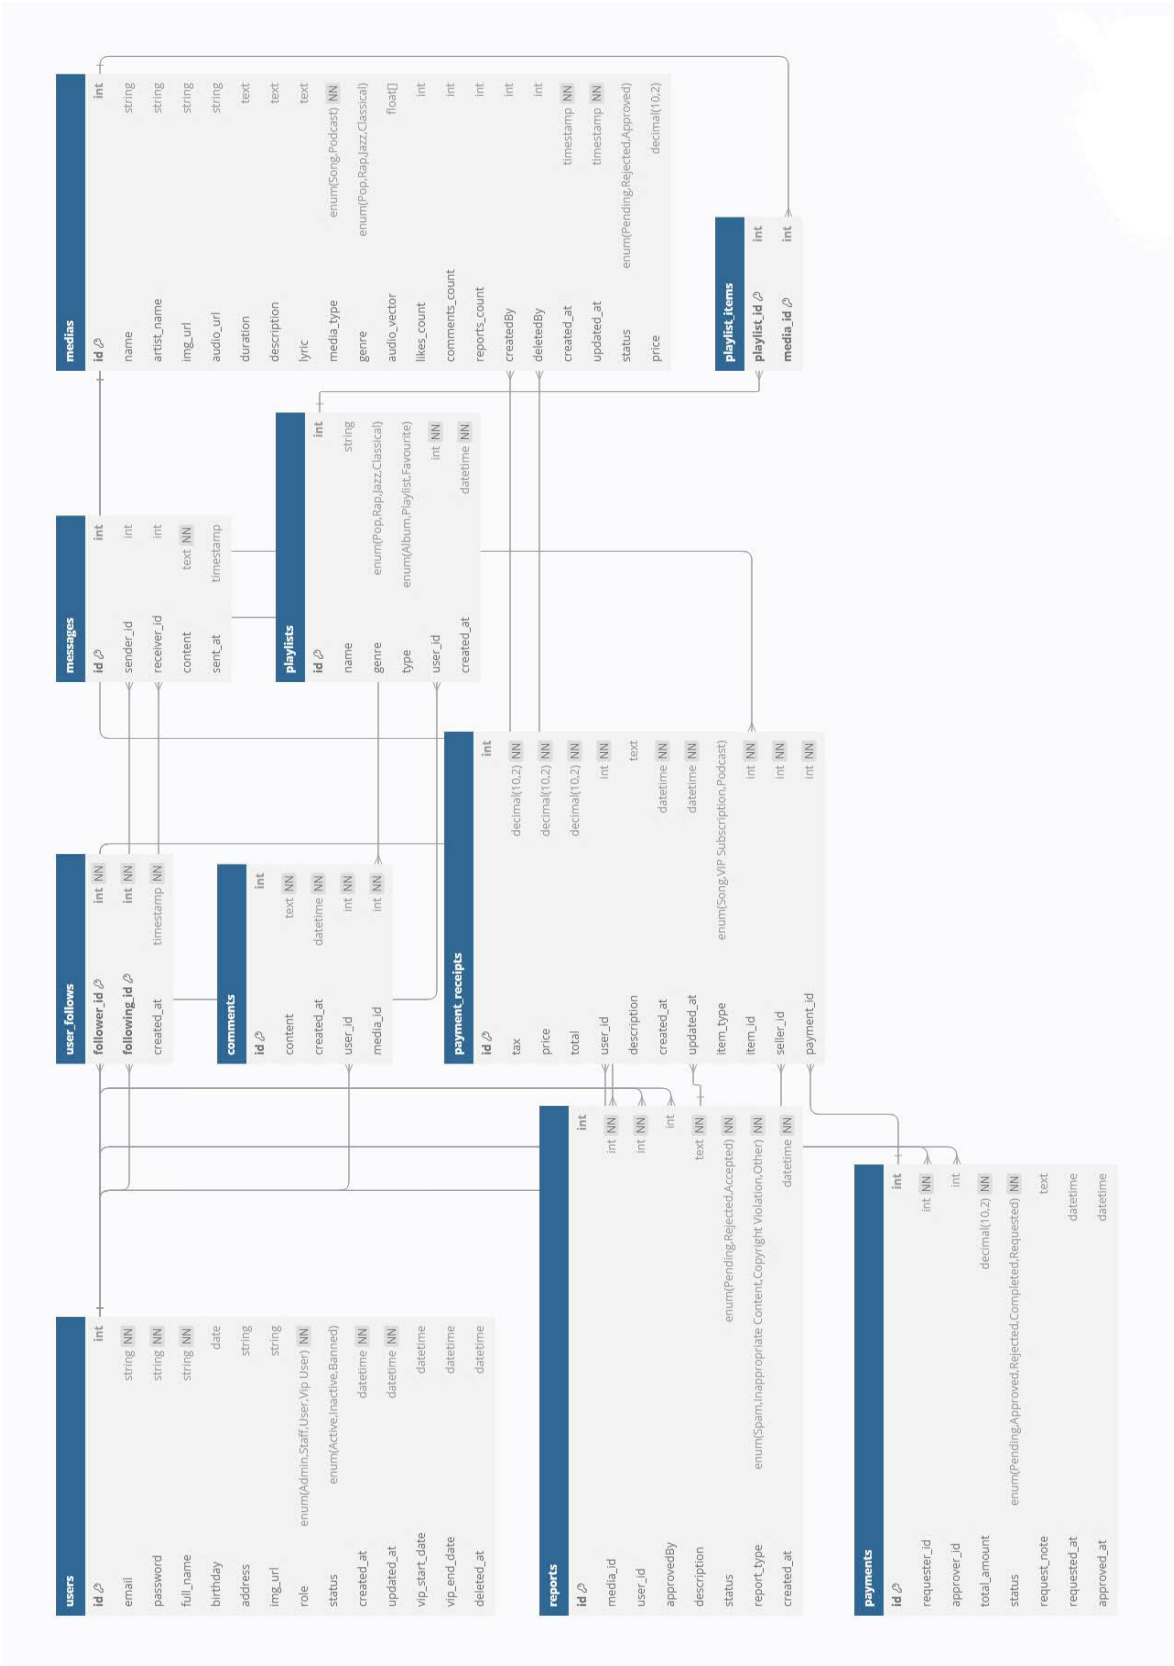 users
id int
email string NN
password string NN
full_name string NN
birthday date
address string
img_url string
role enum(Admin,Staff,User,Vip User) NN
status enum(Active,Inactive,Banned)
created_at datetime NN
updated_at datetime NN
vip_start_date datetime
vip_end_date datetime
deleted_at datetime
user_follows
follower_id int NN
following_id int NN
created_at timestamp NN
messages
id int
sender_id int
receiver_id int
content text NN
sent_at timestamp
medias
id int
name string
artist_name string
img_url string
audio_url string
duration text
description text
lyric text
media_type enum(Song,Podcast) NN
genre enum(Pop,Rap,Jazz,Classical)
audio_vector float[]
likes_count int
comments_count int
reports_count int
createdBy int
deletedBy int
created_at timestamp NN
updated_at timestamp NN
status enum(Pending,Rejected,Approved)
price decimal(10,2)
comments
id int
content text NN
created_at datetime NN
user_id int NN
media_id int NN
playlists
id int
name string
genre enum(Pop,Rap,Jazz,Classical)
type enum(Album,Playlist,Favourite)
user_id int NN
created_at datetime NN
payment_receipts
id int
tax decimal(10,2) NN
price decimal(10,2) NN
total decimal(10,2) NN
user_id int NN
description text
created_at datetime NN
updated_at datetime NN
item_type enum(Song,VIP Subscription,Podcast)
item_id int NN
seller_id int NN
payment_id int NN
playlist_items
playlist_id int
media_id int
reports
id int
media_id int NN
user_id int NN
approvedBy int
description text NN
status enum(Pending,Rejected,Accepted) NN
report_type enum(Spam,Inappropriate Content,Copyright Violation,Other) NN
created_at datetime NN
payments
id int
requester_id int NN
approver_id int
total_amount decimal(10,2) NN
status enum(Pending,Approved,Rejected,Completed,Requested) NN
request_note text
requested_at datetime
approved_at datetime